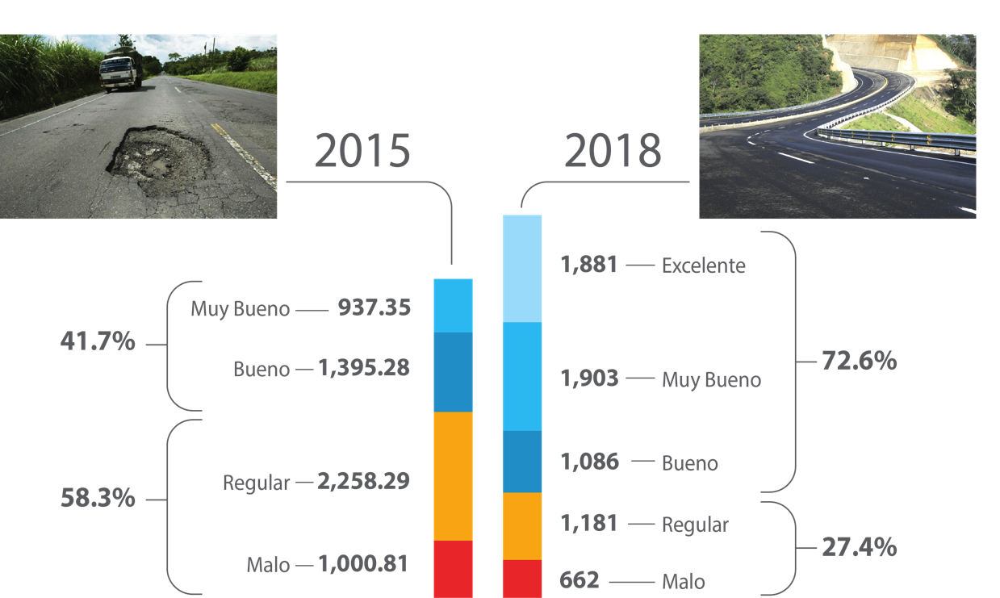 2015
2018
Muy Bueno 937.35
Bueno 1,395.28
41.7%
Regular 2,258.29
Malo 1,000.81
58.3%
1,881 Excelente
1,903 Muy Bueno
1,086 Bueno
72.6%
1,181 Regular
662 Malo
27.4%